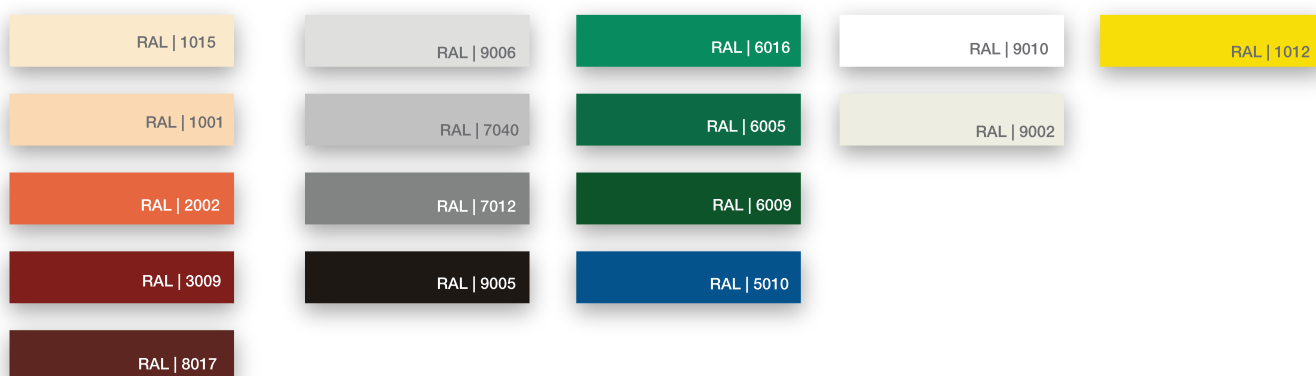 RAL | 1015
RAL | 1001
RAL | 2002
RAL | 3009
RAL | 8017
RAL | 9006
RAL | 7040
RAL | 7012
RAL | 9005
RAL | 6016
RAL | 6005
RAL | 6009
RAL | 5010
RAL | 9010
RAL | 9002
RAL | 1012